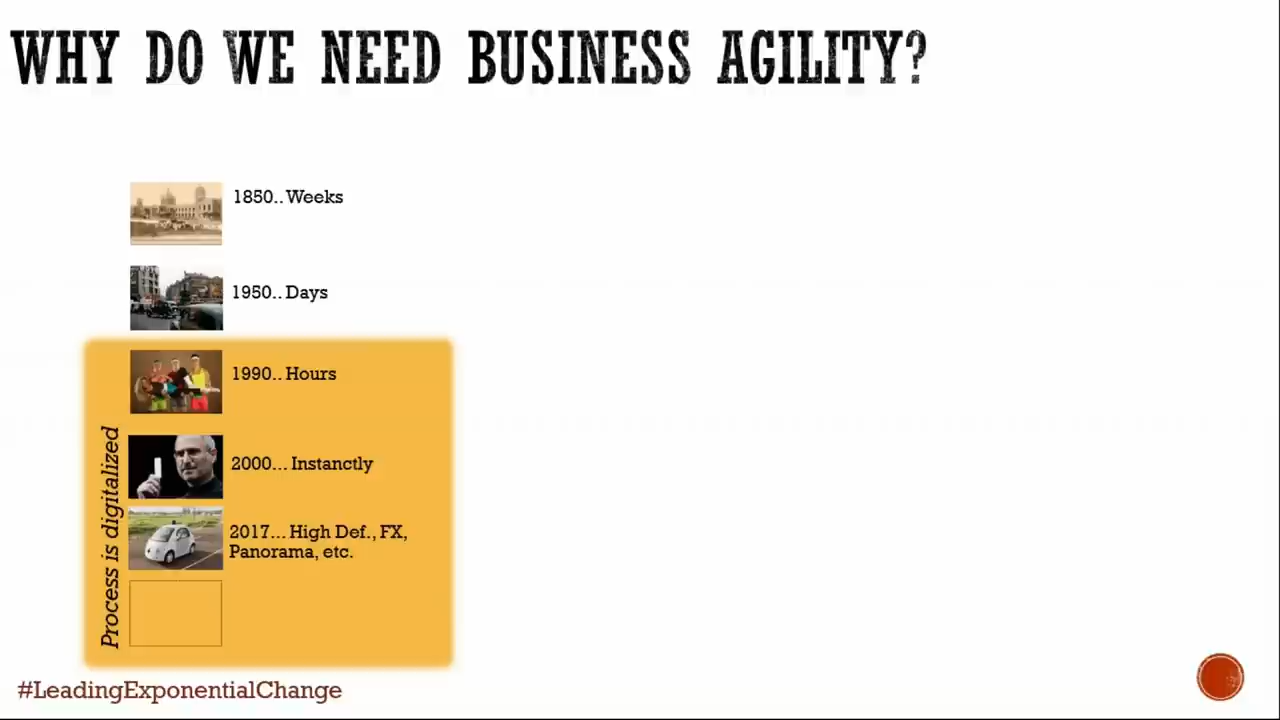 WHY DO WE NEED BUSINESS AGILITY?
1850.. Weeks
1950.. Days
1990.. Hours
2000... Instanctly
2017... High Def., FX,
Panorama, etc.
Process is digitalized
#LeadingExponentialChange